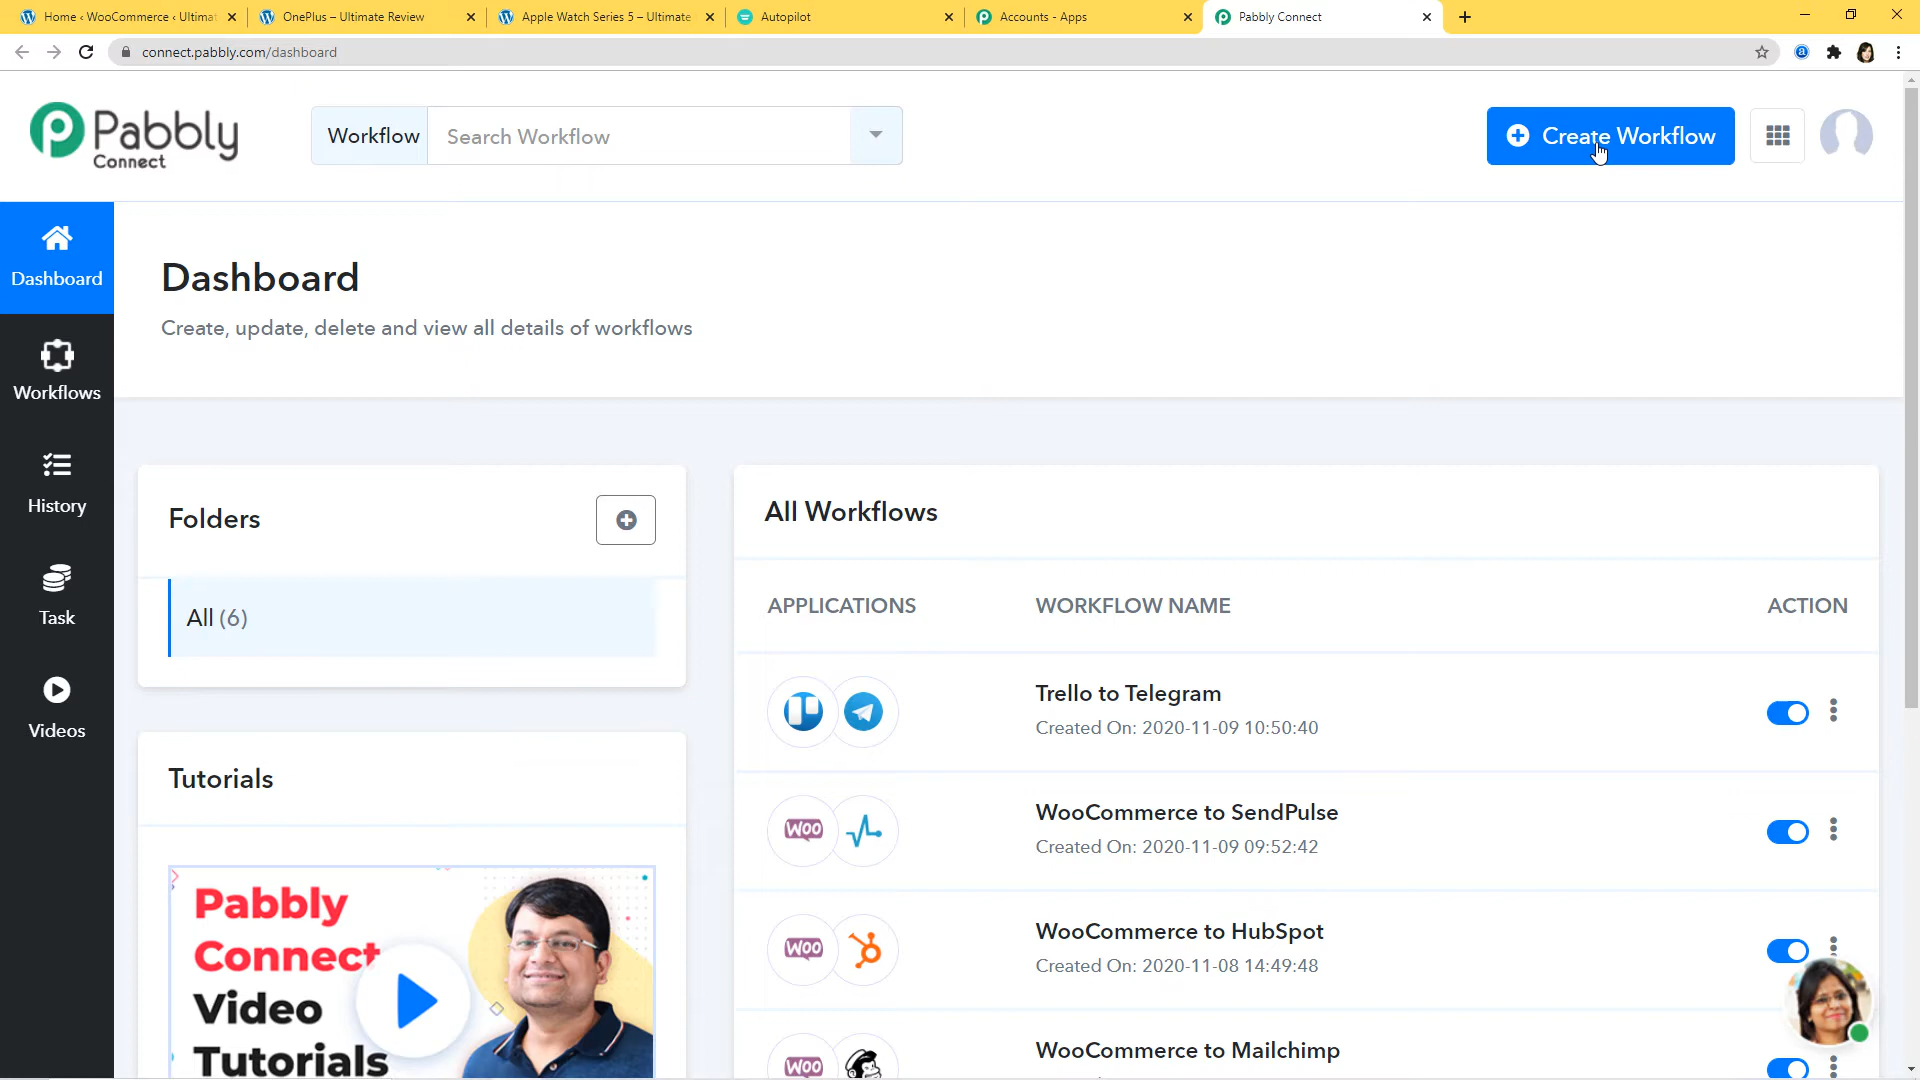 Home ‹ WooCommerce ‹ Ultimat
OnePlus – Ultimate Review
Apple Watch Series 5 – Ultimate
Autopilot
Accounts - Apps
Pabbly Connect
connect.pabbly.com/dashboard
Pabbly
Connect
Workflow
Search Workflow
Create Workflow
Dashboard
Workflows
History
Task
Videos
Dashboard
Create, update, delete and view all details of workflows
Folders
All (6)
Tutorials
Pabbly
Connect
Video
Tutorials
All Workflows
APPLICATIONS
WORKFLOW NAME
ACTION
Trello to Telegram
Created On: 2020-11-09 10:50:40
WOO
WooCommerce to SendPulse
Created On: 2020-11-09 09:52:42
WOO
WooCommerce to HubSpot
Created On: 2020-11-08 14:49:48
WOO
WooCommerce to Mailchimp